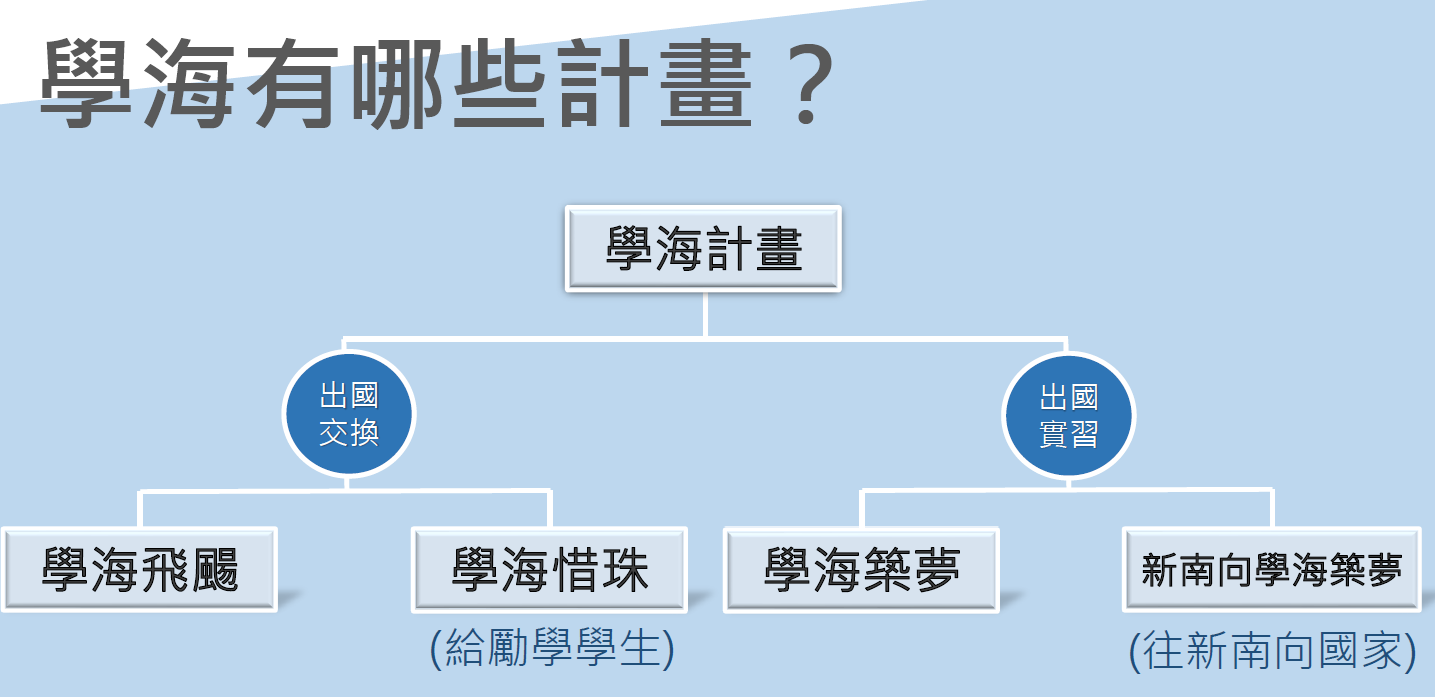 學海有哪些計畫？
學海計畫
出國
交換
出國
實習
學海飛颺
學海惜珠
學海築夢
新南向學海築夢
(給勵學學生)
(往新南向國家)